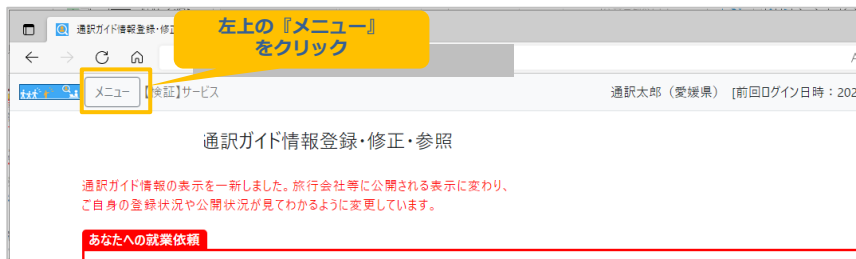 通訳ガイド情報登録・修正
左上の『メニュー』
をクリック
メニュー 【検証】サービス
通訳太郎（愛媛県） [前回ログイン日時：202
通訳ガイド情報登録・修正・参照
通訳ガイド情報の表示を一新しました。旅行会社等に公開される表示に変わり、
ご自身の登録状況や公開状況が見てわかるように変更しています。
あなたへの就業依頼